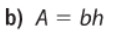 b) A = bh